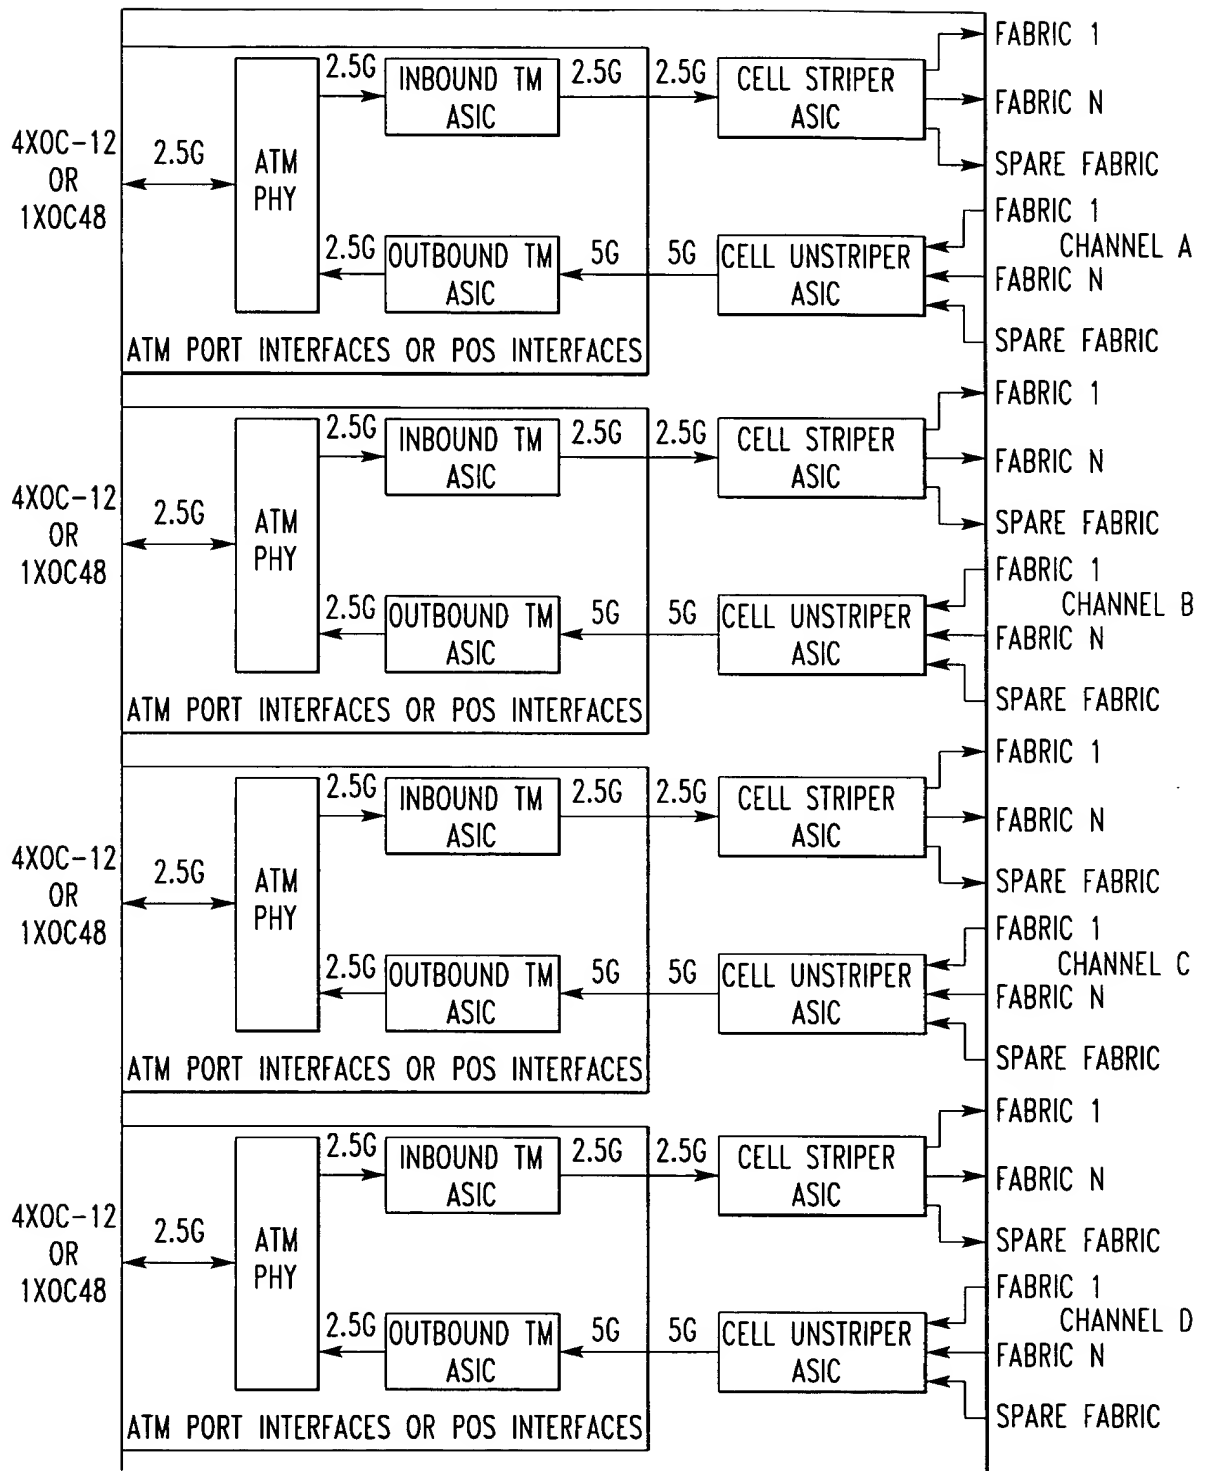 FABRIC 1
2.5G
INBOUND TM
ASIC
2.5G
2.5G
CELL STRIPER
ASIC
FABRIC N
4XOC-12
OR
1XOC48
2.5G
ATM
PHY
SPARE FABRIC
FABRIC 1
CHANNEL A
2.5G
OUTBOUND TM
ASIC
5G
5G
CELL UNSTRIPER
ASIC
FABRIC N
SPARE FABRIC
ATM PORT INTERFACES OR POS INTERFACES
FABRIC 1
2.5G
INBOUND TM
ASIC
2.5G
2.5G
CELL STRIPER
ASIC
FABRIC N
4XOC-12
OR
1XOC48
2.5G
ATM
PHY
SPARE FABRIC
FABRIC 1
CHANNEL B
2.5G
OUTBOUND TM
ASIC
5G
5G
CELL UNSTRIPER
ASIC
FABRIC N
SPARE FABRIC
ATM PORT INTERFACES OR POS INTERFACES
FABRIC 1
2.5G
INBOUND TM
ASIC
2.5G
2.5G
CELL STRIPER
ASIC
FABRIC N
4XOC-12
OR
1XOC48
2.5G
ATM
PHY
SPARE FABRIC
FABRIC 1
CHANNEL C
2.5G
OUTBOUND TM
ASIC
5G
5G
CELL UNSTRIPER
ASIC
FABRIC N
SPARE FABRIC
ATM PORT INTERFACES OR POS INTERFACES
FABRIC 1
2.5G
INBOUND TM
ASIC
2.5G
2.5G
CELL STRIPER
ASIC
FABRIC N
4XOC-12
OR
1XOC48
2.5G
ATM
PHY
SPARE FABRIC
FABRIC 1
CHANNEL D
2.5G
OUTBOUND TM
ASIC
5G
5G
CELL UNSTRIPER
ASIC
FABRIC N
SPARE FABRIC
ATM PORT INTERFACES OR POS INTERFACES